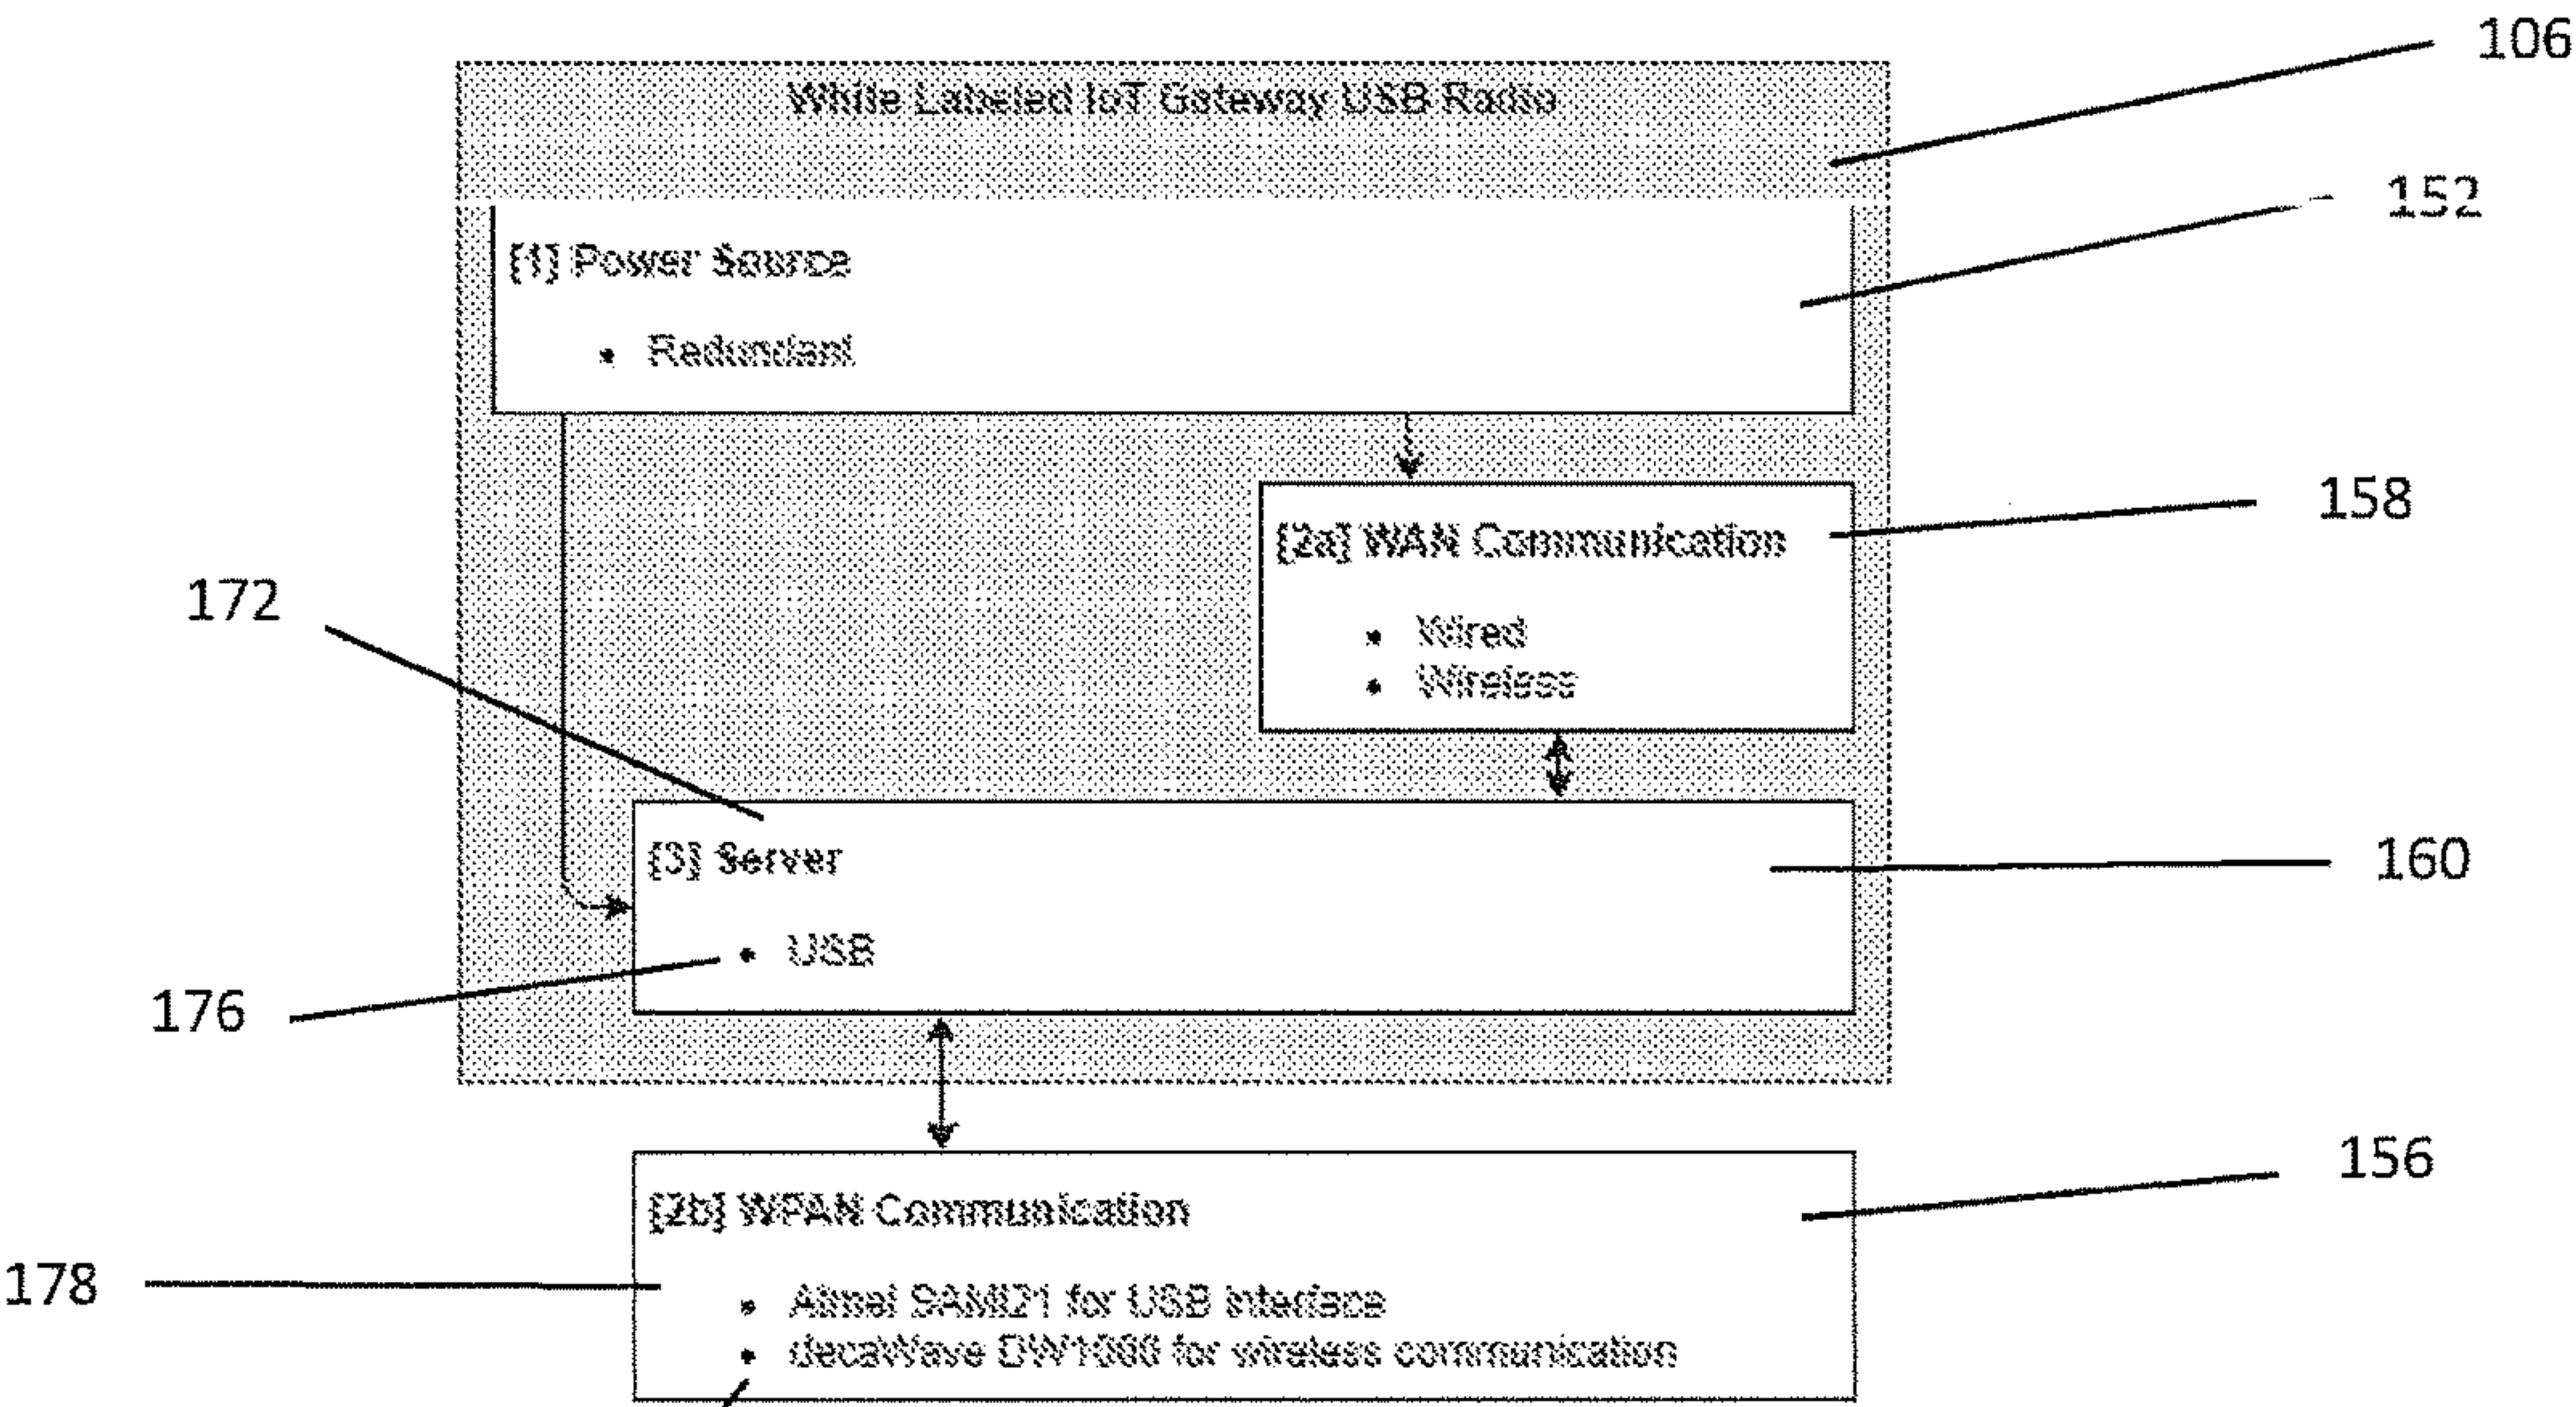 106
White Labeled IoT Gateway USB Radio
152
[1] Power Source
• Redundant
158
[2a] WAN Communication
• Wired
• Wireless
172
160
[3] Server
• USB
176
156
[2b] WPAN Communication
178
• Atmel SAM121 for USB interface
• decaWave DW1000 for wireless communication